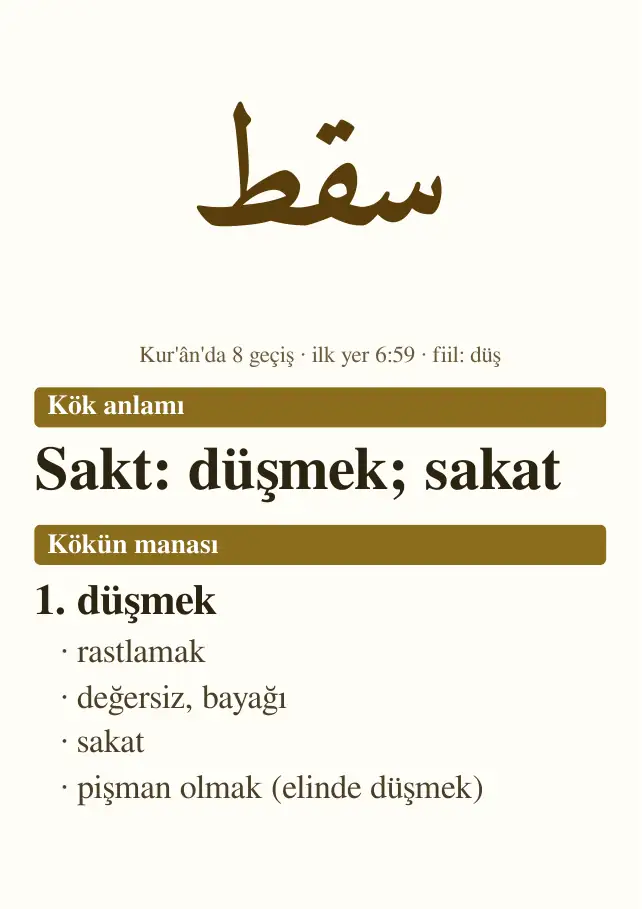 سقط
Kur'ân'da 8 geçiş · ilk yer 6:59 · fiil: düş
Kök anlamı
Sakt: düşmek; sakat
Kökün manası
1. düşmek
· rastlamak
· değersiz, bayağı
· sakat
· pişman olmak (elinde düşmek)